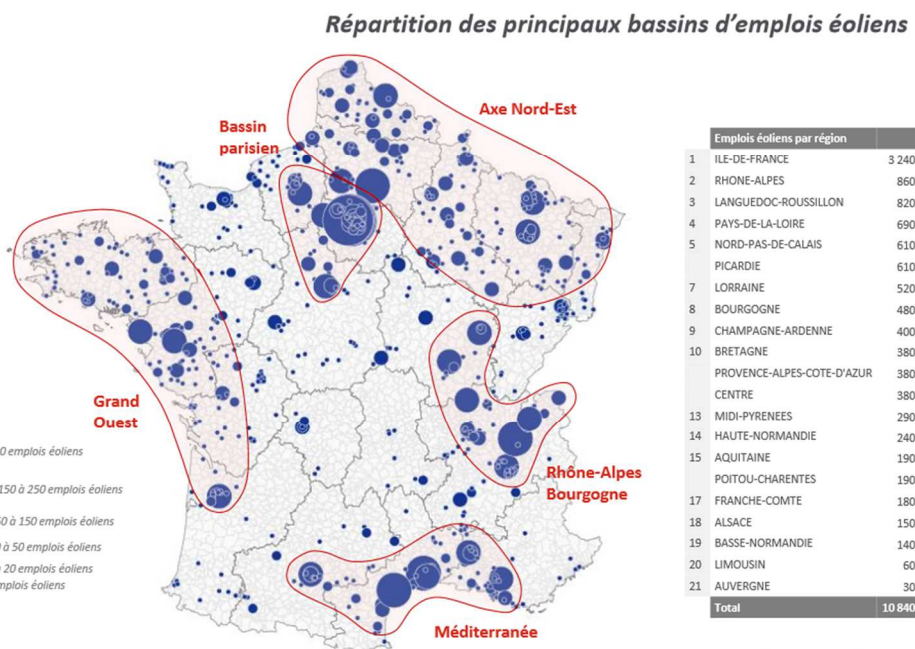 Répartition des principaux bassins d’emplois éoliens
Axe Nord-Est
Bassin
parisien
Grand
Ouest
Rhône-Alpes
Bourgogne
Méditerranée
0 emplois éoliens
150 à 250 emplois éoliens
0 à 150 emplois éoliens
à 50 emplois éoliens
20 emplois éoliens
emplois éoliens
Emplois éoliens par région
1 ILE-DE-FRANCE 3 240
2 RHONE-ALPES 860
3 LANGUEDOC-ROUSSILLON 820
4 PAYS-DE-LA-LOIRE 690
5 NORD-PAS-DE-CALAIS 610
PICARDIE 610
7 LORRAINE 520
8 BOURGOGNE 480
9 CHAMPAGNE-ARDENNE 400
10 BRETAGNE 380
PROVENCE-ALPES-COTE-D'AZUR 380
CENTRE 380
13 MIDI-PYRENEES 290
14 HAUTE-NORMANDIE 240
15 AQUITAINE 190
POITOU-CHARENTES 190
17 FRANCHE-COMTE 180
18 ALSACE 150
19 BASSE-NORMANDIE 140
20 LIMOUSIN 60
21 AUVERGNE 30
Total 10 840